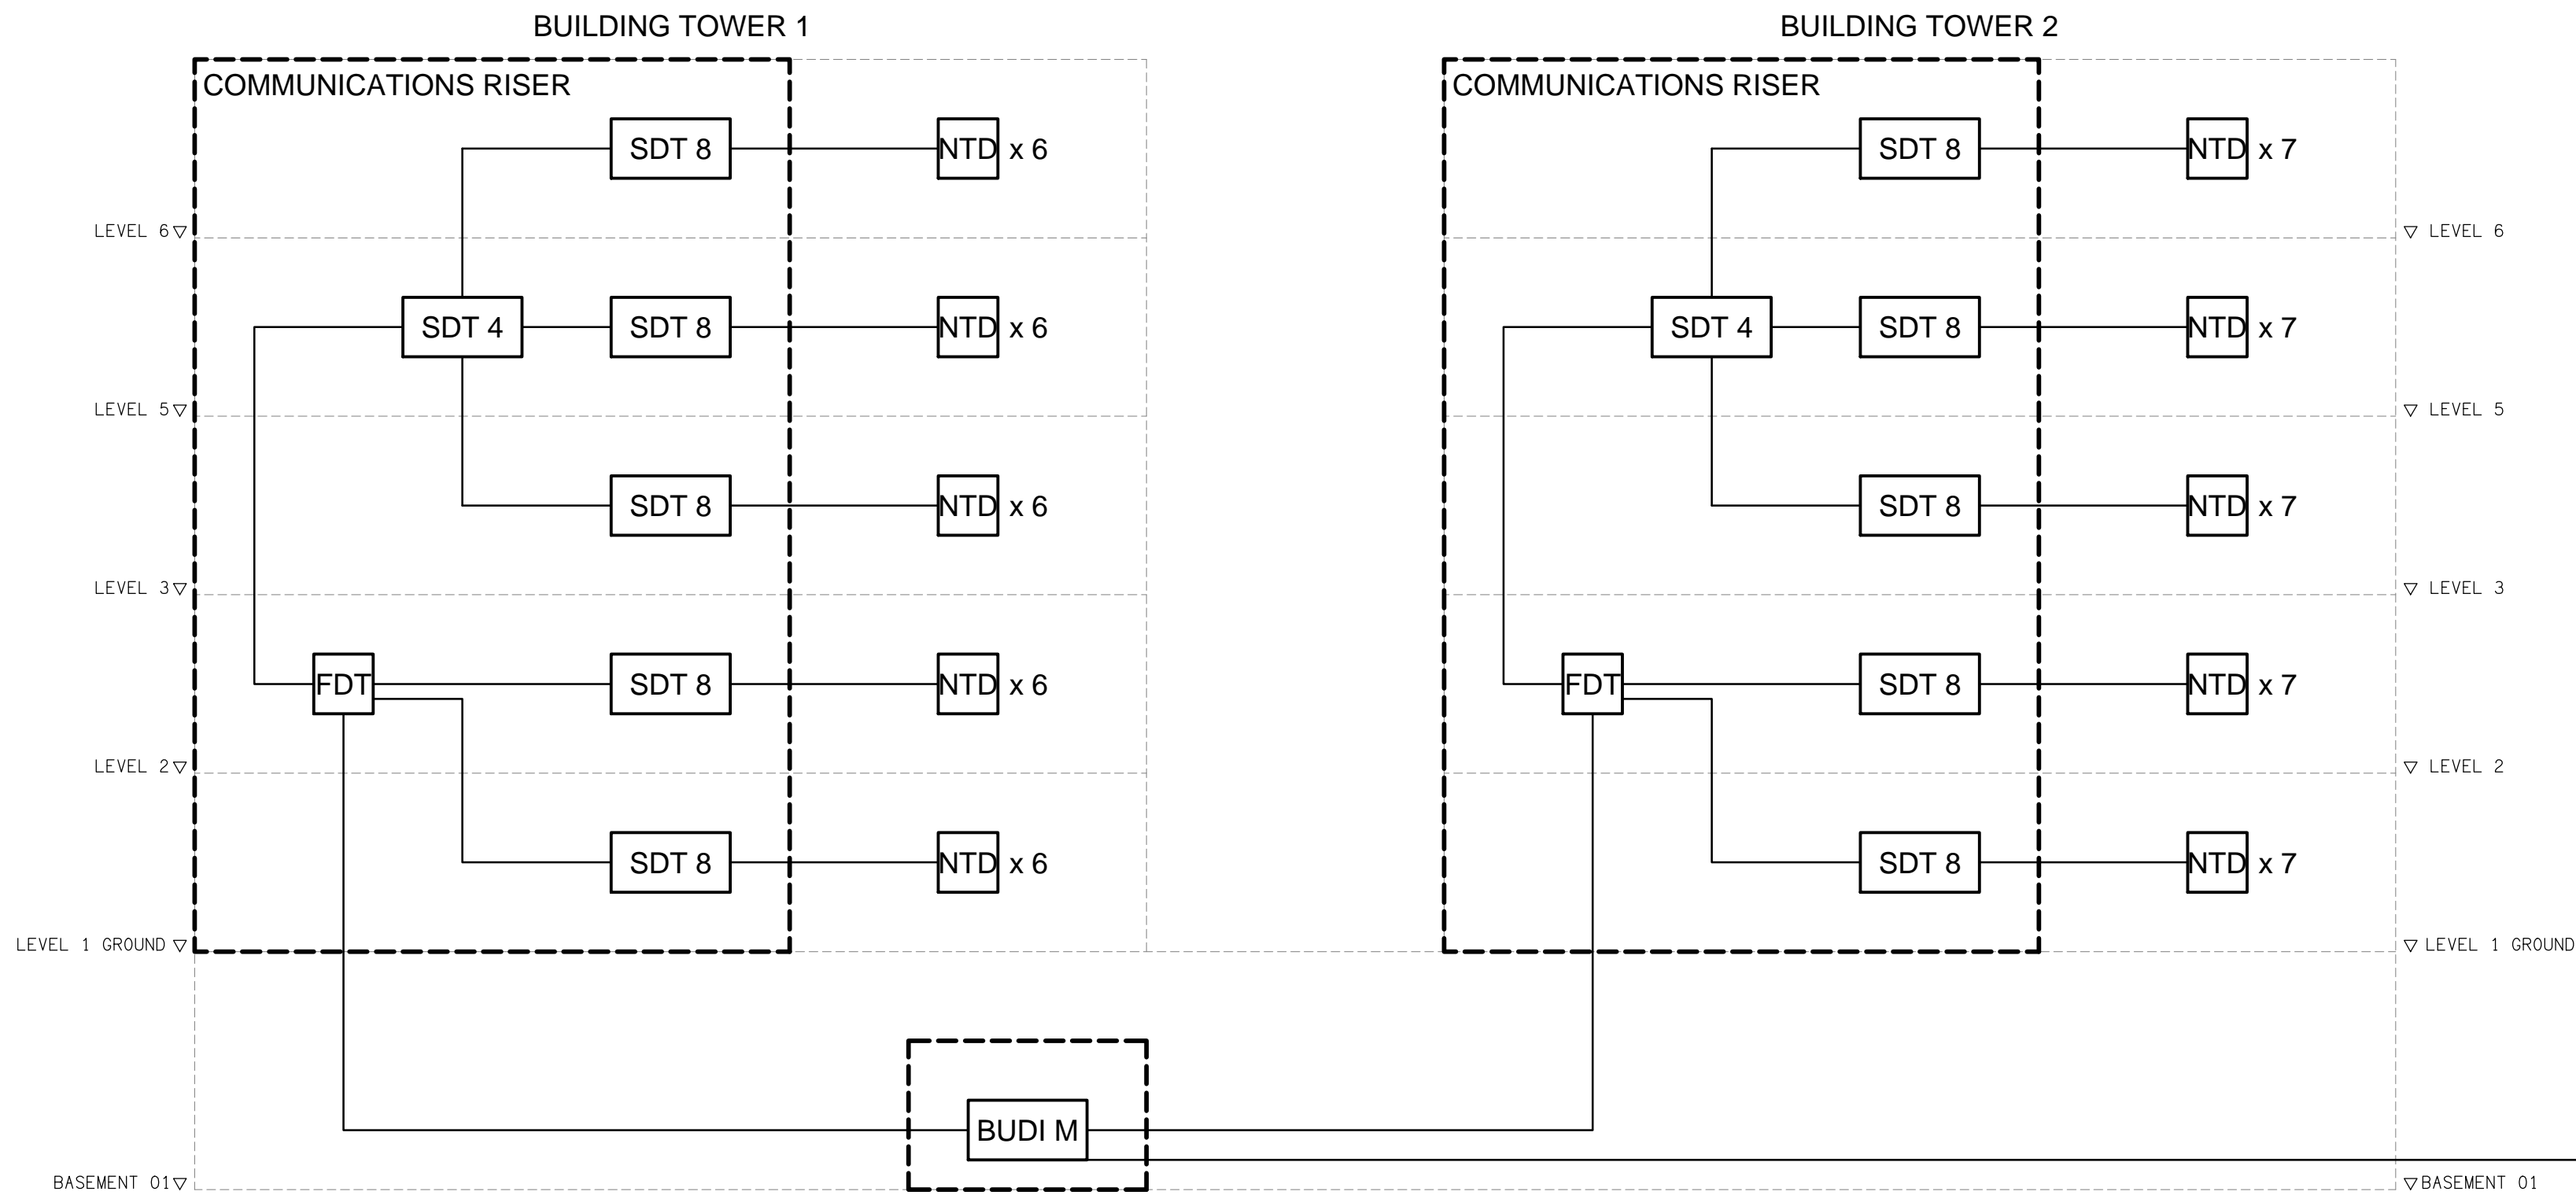 BUILDING TOWER 1
BUILDING TOWER 2
COMMUNICATIONS RISER
COMMUNICATIONS RISER
SDT 8
NTD x 6
SDT 8
NTD x 7
LEVEL 6
LEVEL 6
SDT 4
SDT 8
NTD x 6
SDT 4
SDT 8
NTD x 7
LEVEL 5
LEVEL 5
SDT 8
NTD x 6
SDT 8
NTD x 7
LEVEL 3
LEVEL 3
FDT
SDT 8
NTD x 6
FDT
SDT 8
NTD x 7
LEVEL 2
LEVEL 2
SDT 8
NTD x 6
SDT 8
NTD x 7
LEVEL 1 GROUND
LEVEL 1 GROUND
BUDI M
BASEMENT 01
BASEMENT 01